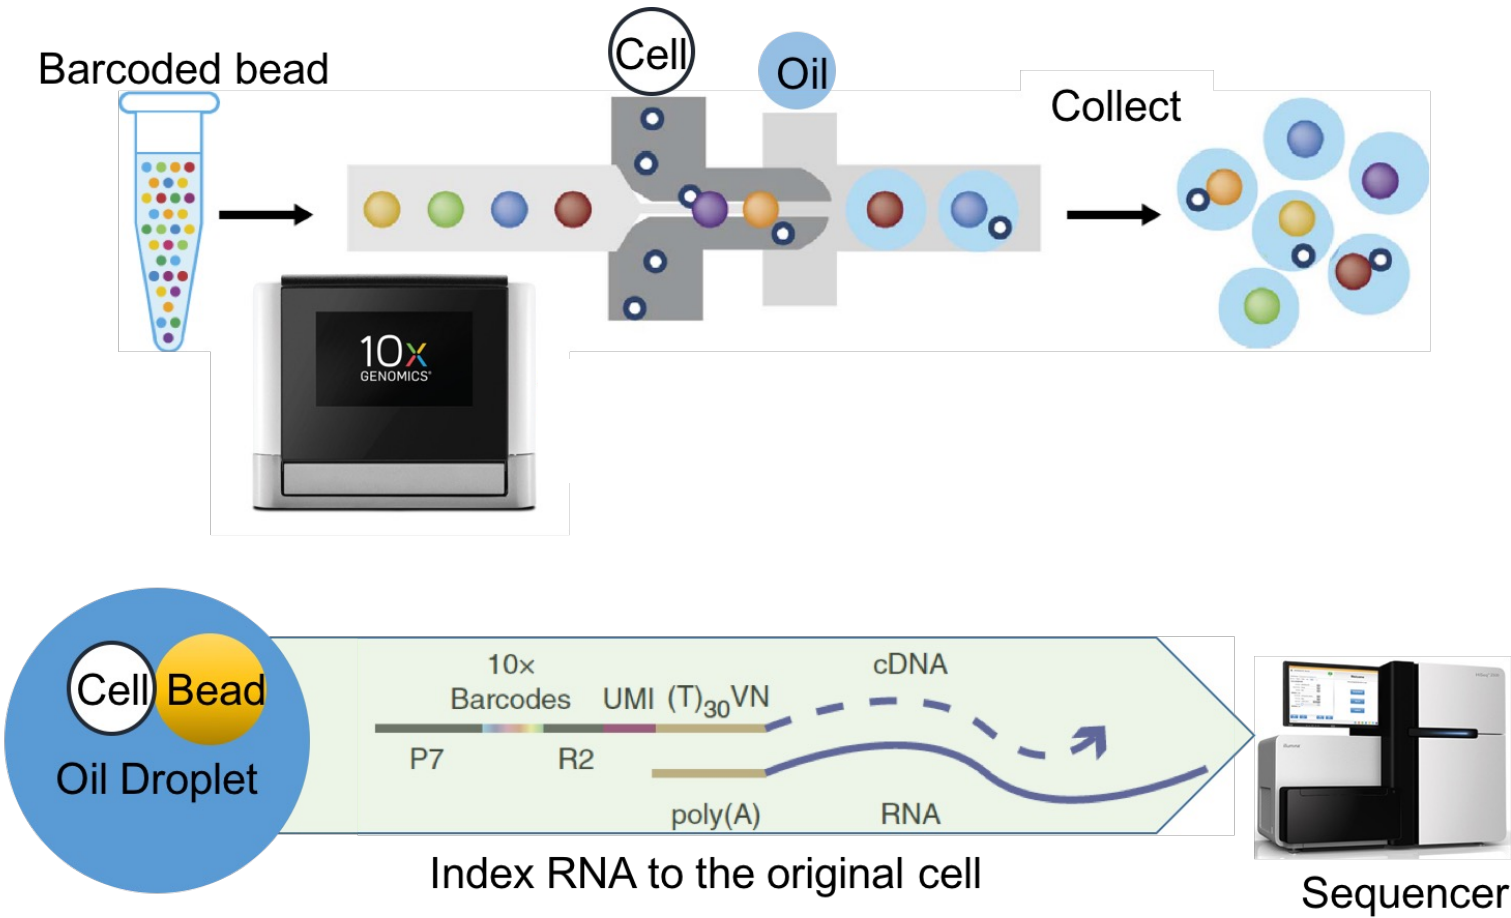 Barcoded bead
Cell
Oil
Collect
10x
GENOMICS
Cell Bead
Oil Droplet
10×
Barcodes
UMI
(T)30VN
cDNA
P7
R2
poly(A)
RNA
Index RNA to the original cell
Sequencer